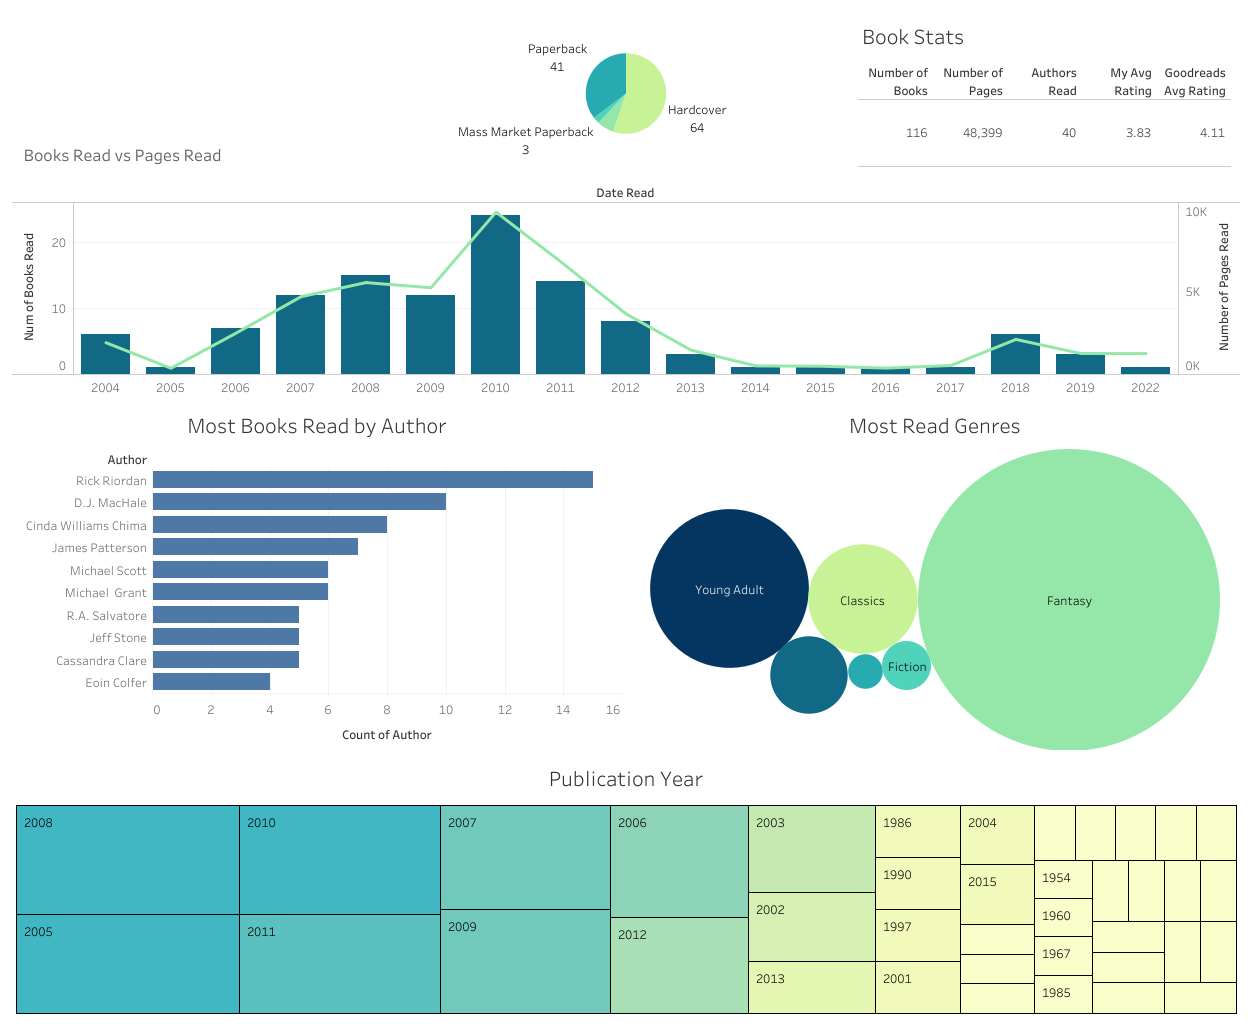 Paperback
41
Hardcover
64
Mass Market Paperback
3
Book Stats
Number of Books
Number of Pages
Authors Read
My Avg Rating
Goodreads Avg Rating
116 48,399 40 3.83 4.11
Books Read vs Pages Read
Date Read
Num of Books Read
20
10
0
10K
5K
0K
Number of Pages Read
2004 2005 2006 2007 2008 2009 2010 2011 2012 2013 2014 2015 2016 2017 2018 2019 2022
Most Books Read by Author
Author
Rick Riordan
D.J. MacHale
Cinda Williams Chima
James Patterson
Michael Scott
Michael  Grant
R.A. Salvatore
Jeff Stone
Cassandra Clare
Eoin Colfer
0 2 4 6 8 10 12 14 16
Count of Author
Most Read Genres
Young Adult
Classics
Fiction
Fantasy
Publication Year
2008
2005
2010
2011
2007
2009
2006
2012
2003
2002
2013
1986
1990
1997
2001
2004
2015
1954
1960
1967
1985